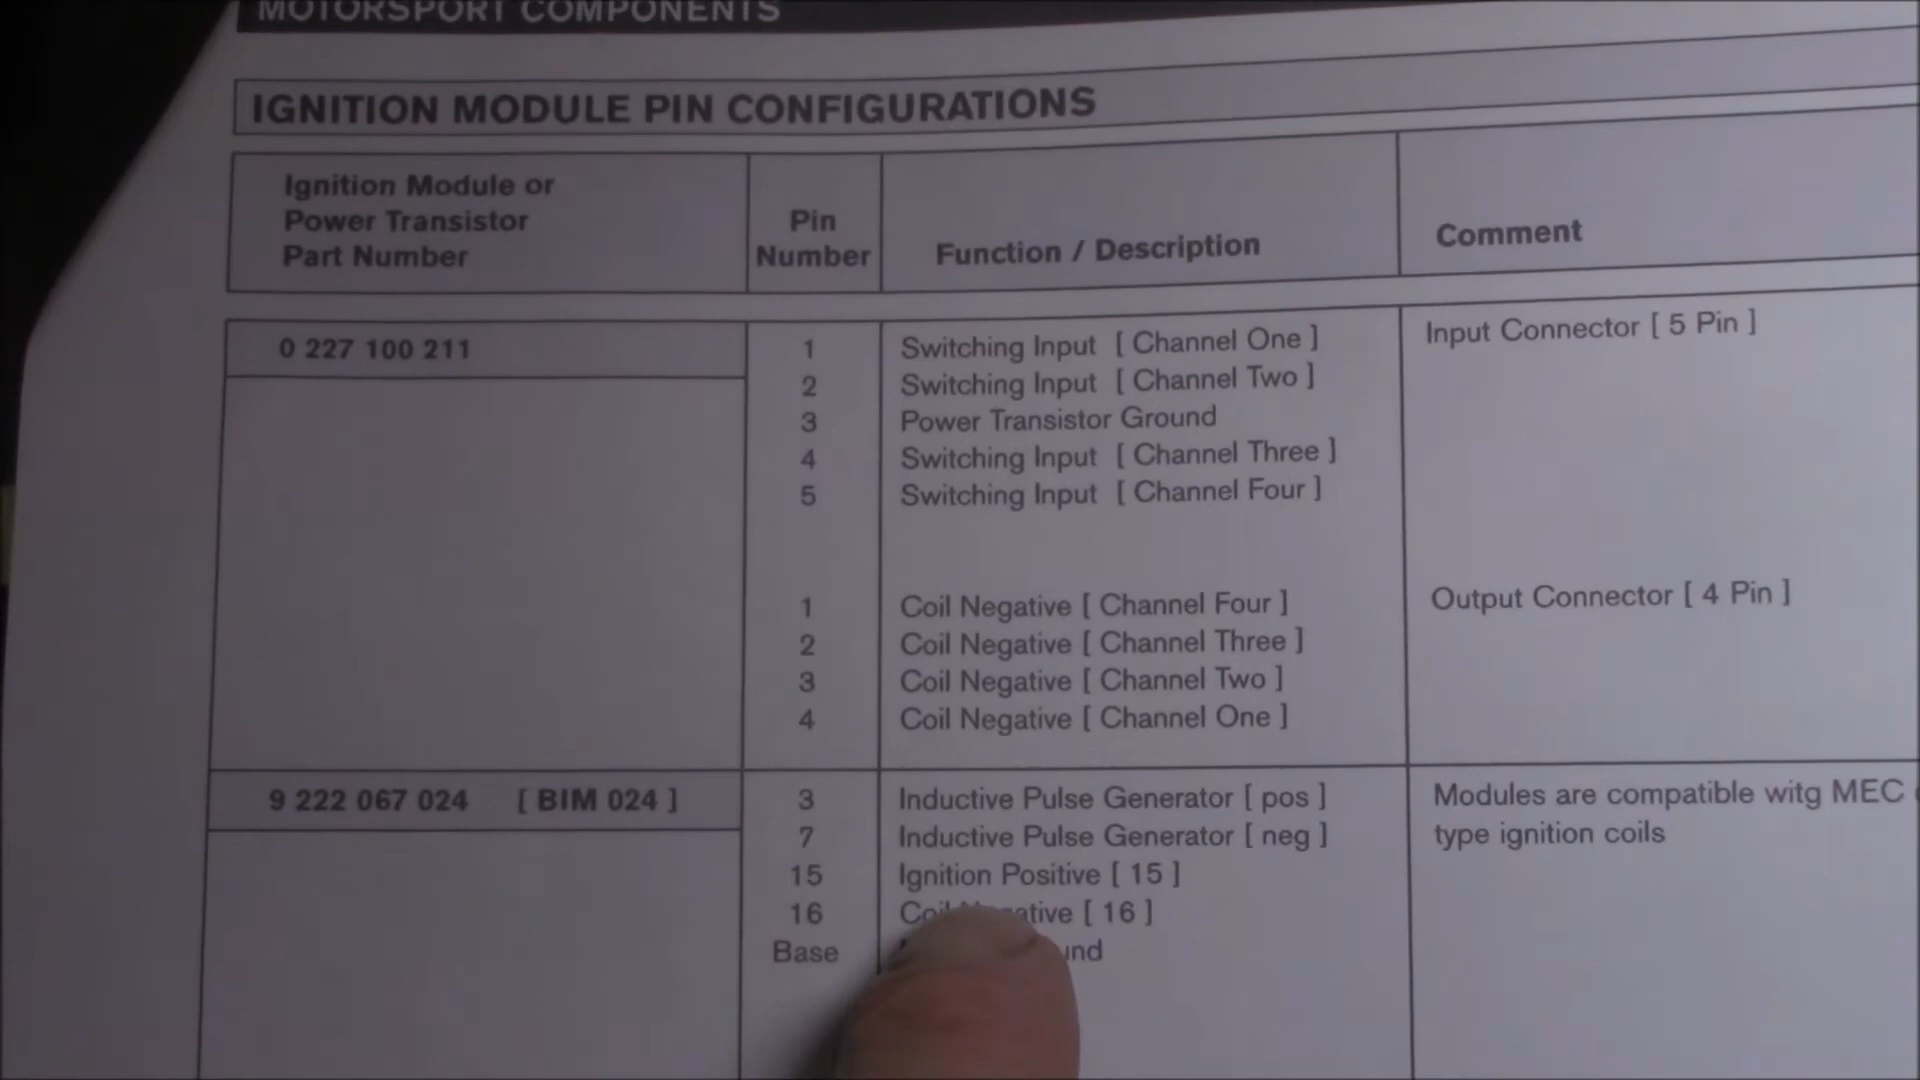 MOTORSPORT COMPONENTS
IGNITION MODULE PIN CONFIGURATIONS
Ignition Module or
Power Transistor
Part Number
Pin
Number
Function / Description
Comment
0 227 100 211
1 Switching Input [ Channel One ] Input Connector [ 5 Pin ]
2 Switching Input [ Channel Two ]
3 Power Transistor Ground
4 Switching Input [ Channel Three ]
5 Switching Input [ Channel Four ]
1 Coil Negative [ Channel Four ] Output Connector [ 4 Pin ]
2 Coil Negative [ Channel Three ]
3 Coil Negative [ Channel Two ]
4 Coil Negative [ Channel One ]
9 222 067 024 [ BIM 024 ]
3 Inductive Pulse Generator [ pos ] Modules are compatible witg MEC
7 Inductive Pulse Generator [ neg ] type ignition coils
15 Ignition Positive [ 15 ]
16 Coil Negative [ 16 ]
Base